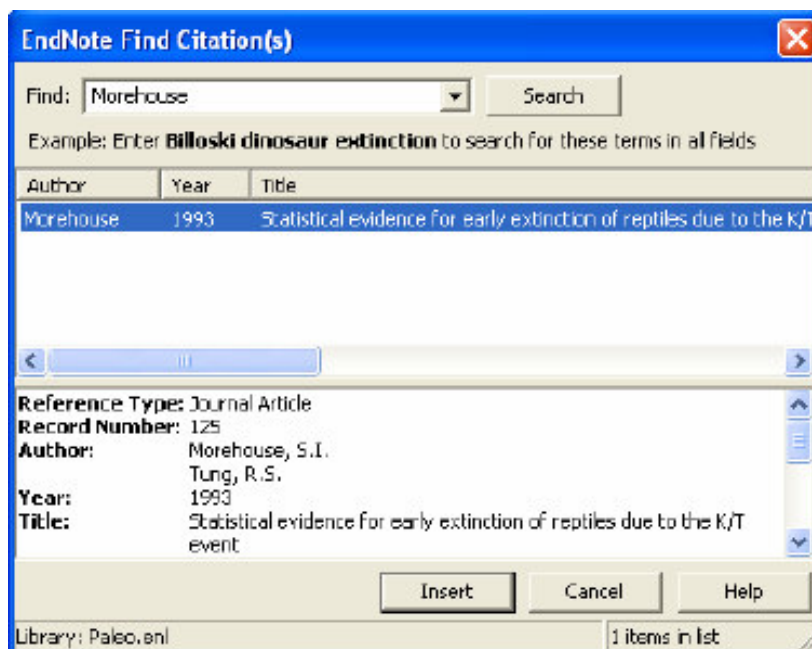 EndNote Find Citation(s)
Find: Morehouse Search
Example: Enter Billoski dinosaur extinction to search for these terms in all fields
Author Year Title
Morehouse 1993 Statistical evidence for early extinction of reptiles due to the K/T
Reference Type: Journal Article
Record Number: 125
Author: Morehouse, S.I.
Tung, R.S.
Year: 1993
Title: Statistical evidence for early extinction of reptiles due to the K/T
event
Insert Cancel Help
Library: Paleo.enl 1 items in list